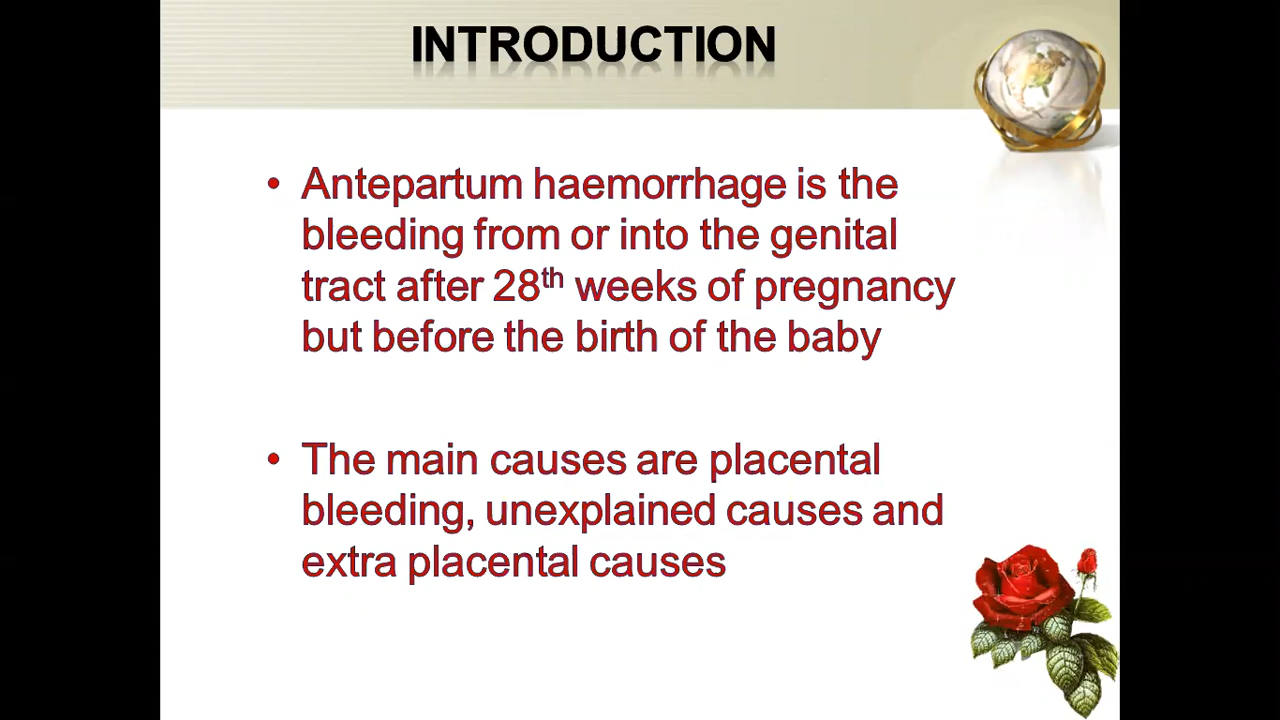 INTRODUCTION
• Antepartum haemorrhage is the
bleeding from or into the genital
tract after 28th weeks of pregnancy
but before the birth of the baby
• The main causes are placental
bleeding, unexplained causes and
extra placental causes